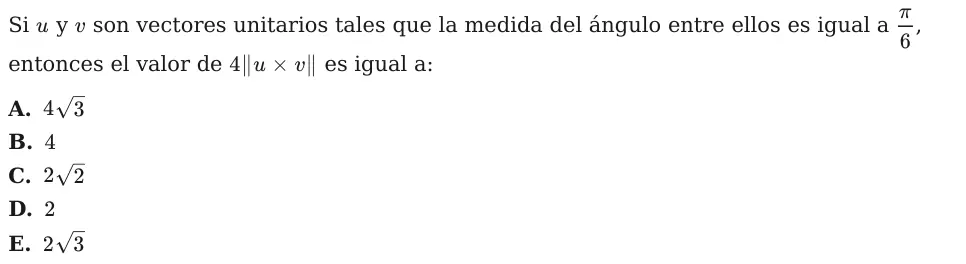 Si u y v son vectores unitarios tales que la medida del ángulo entre ellos es igual a π/6,
entonces el valor de 4‖u × v‖ es igual a:
A. 4√3
B. 4
C. 2√2
D. 2
E. 2√3